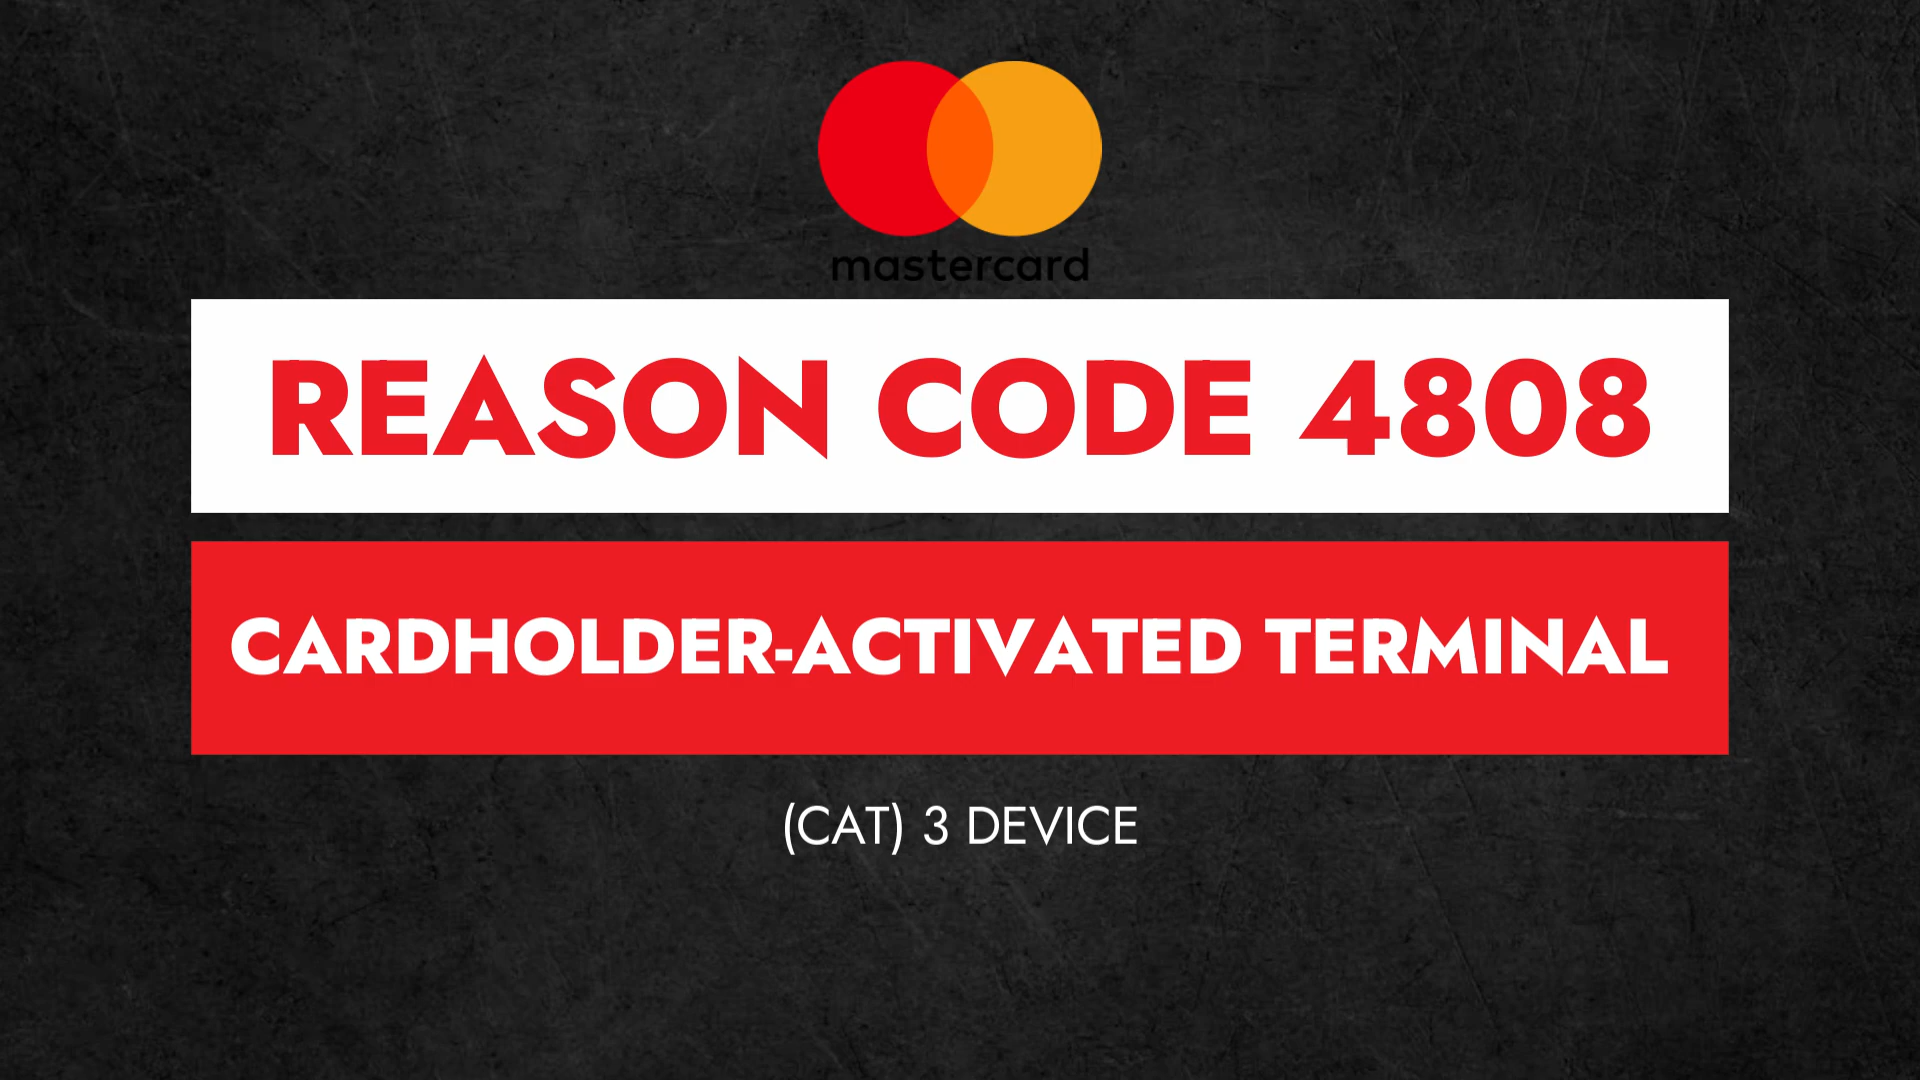 mastercard
REASON CODE 4808
CARDHOLDER-ACTIVATED TERMINAL
(CAT) 3 DEVICE